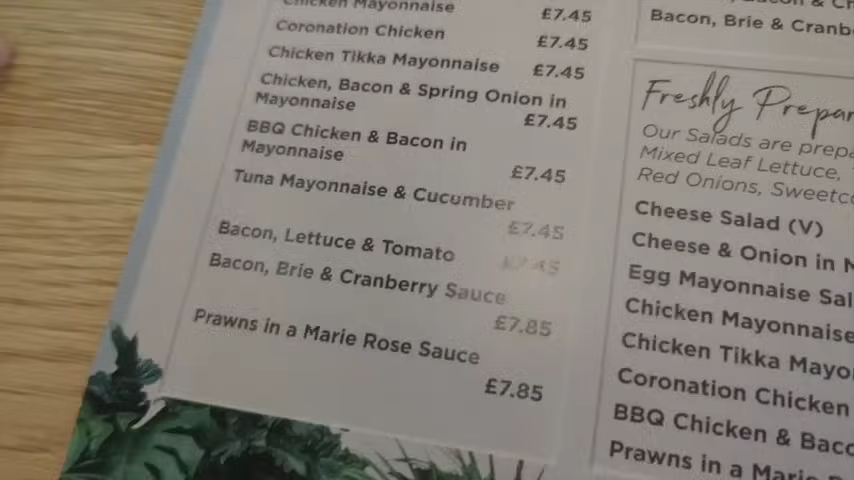 Chicken Mayonnaise £7.45
Coronation Chicken £7.45
Chicken Tikka Mayonnaise £7.45
Chicken, Bacon & Spring Onion in
Mayonnaise £7.45
BBQ Chicken & Bacon in
Mayonnaise £7.45
Tuna Mayonnaise & Cucumber
£7.45
Bacon, Lettuce & Tomato £7.45
Bacon, Brie & Cranberry Sauce
£7.85
Prawns in a Marie Rose Sauce
£7.85
Bacon, Brie & Cranb
Freshly Prepar
Our Salads are prepa
Mixed Leaf Lettuce,
Red Onions, Sweetco
Cheese Salad (V)
Cheese & Onion in M
Egg Mayonnaise Sal
Chicken Mayonnaise
Chicken Tikka Mayo
Coronation Chicken
BBQ Chicken & Baco
Prawns in a Marie R